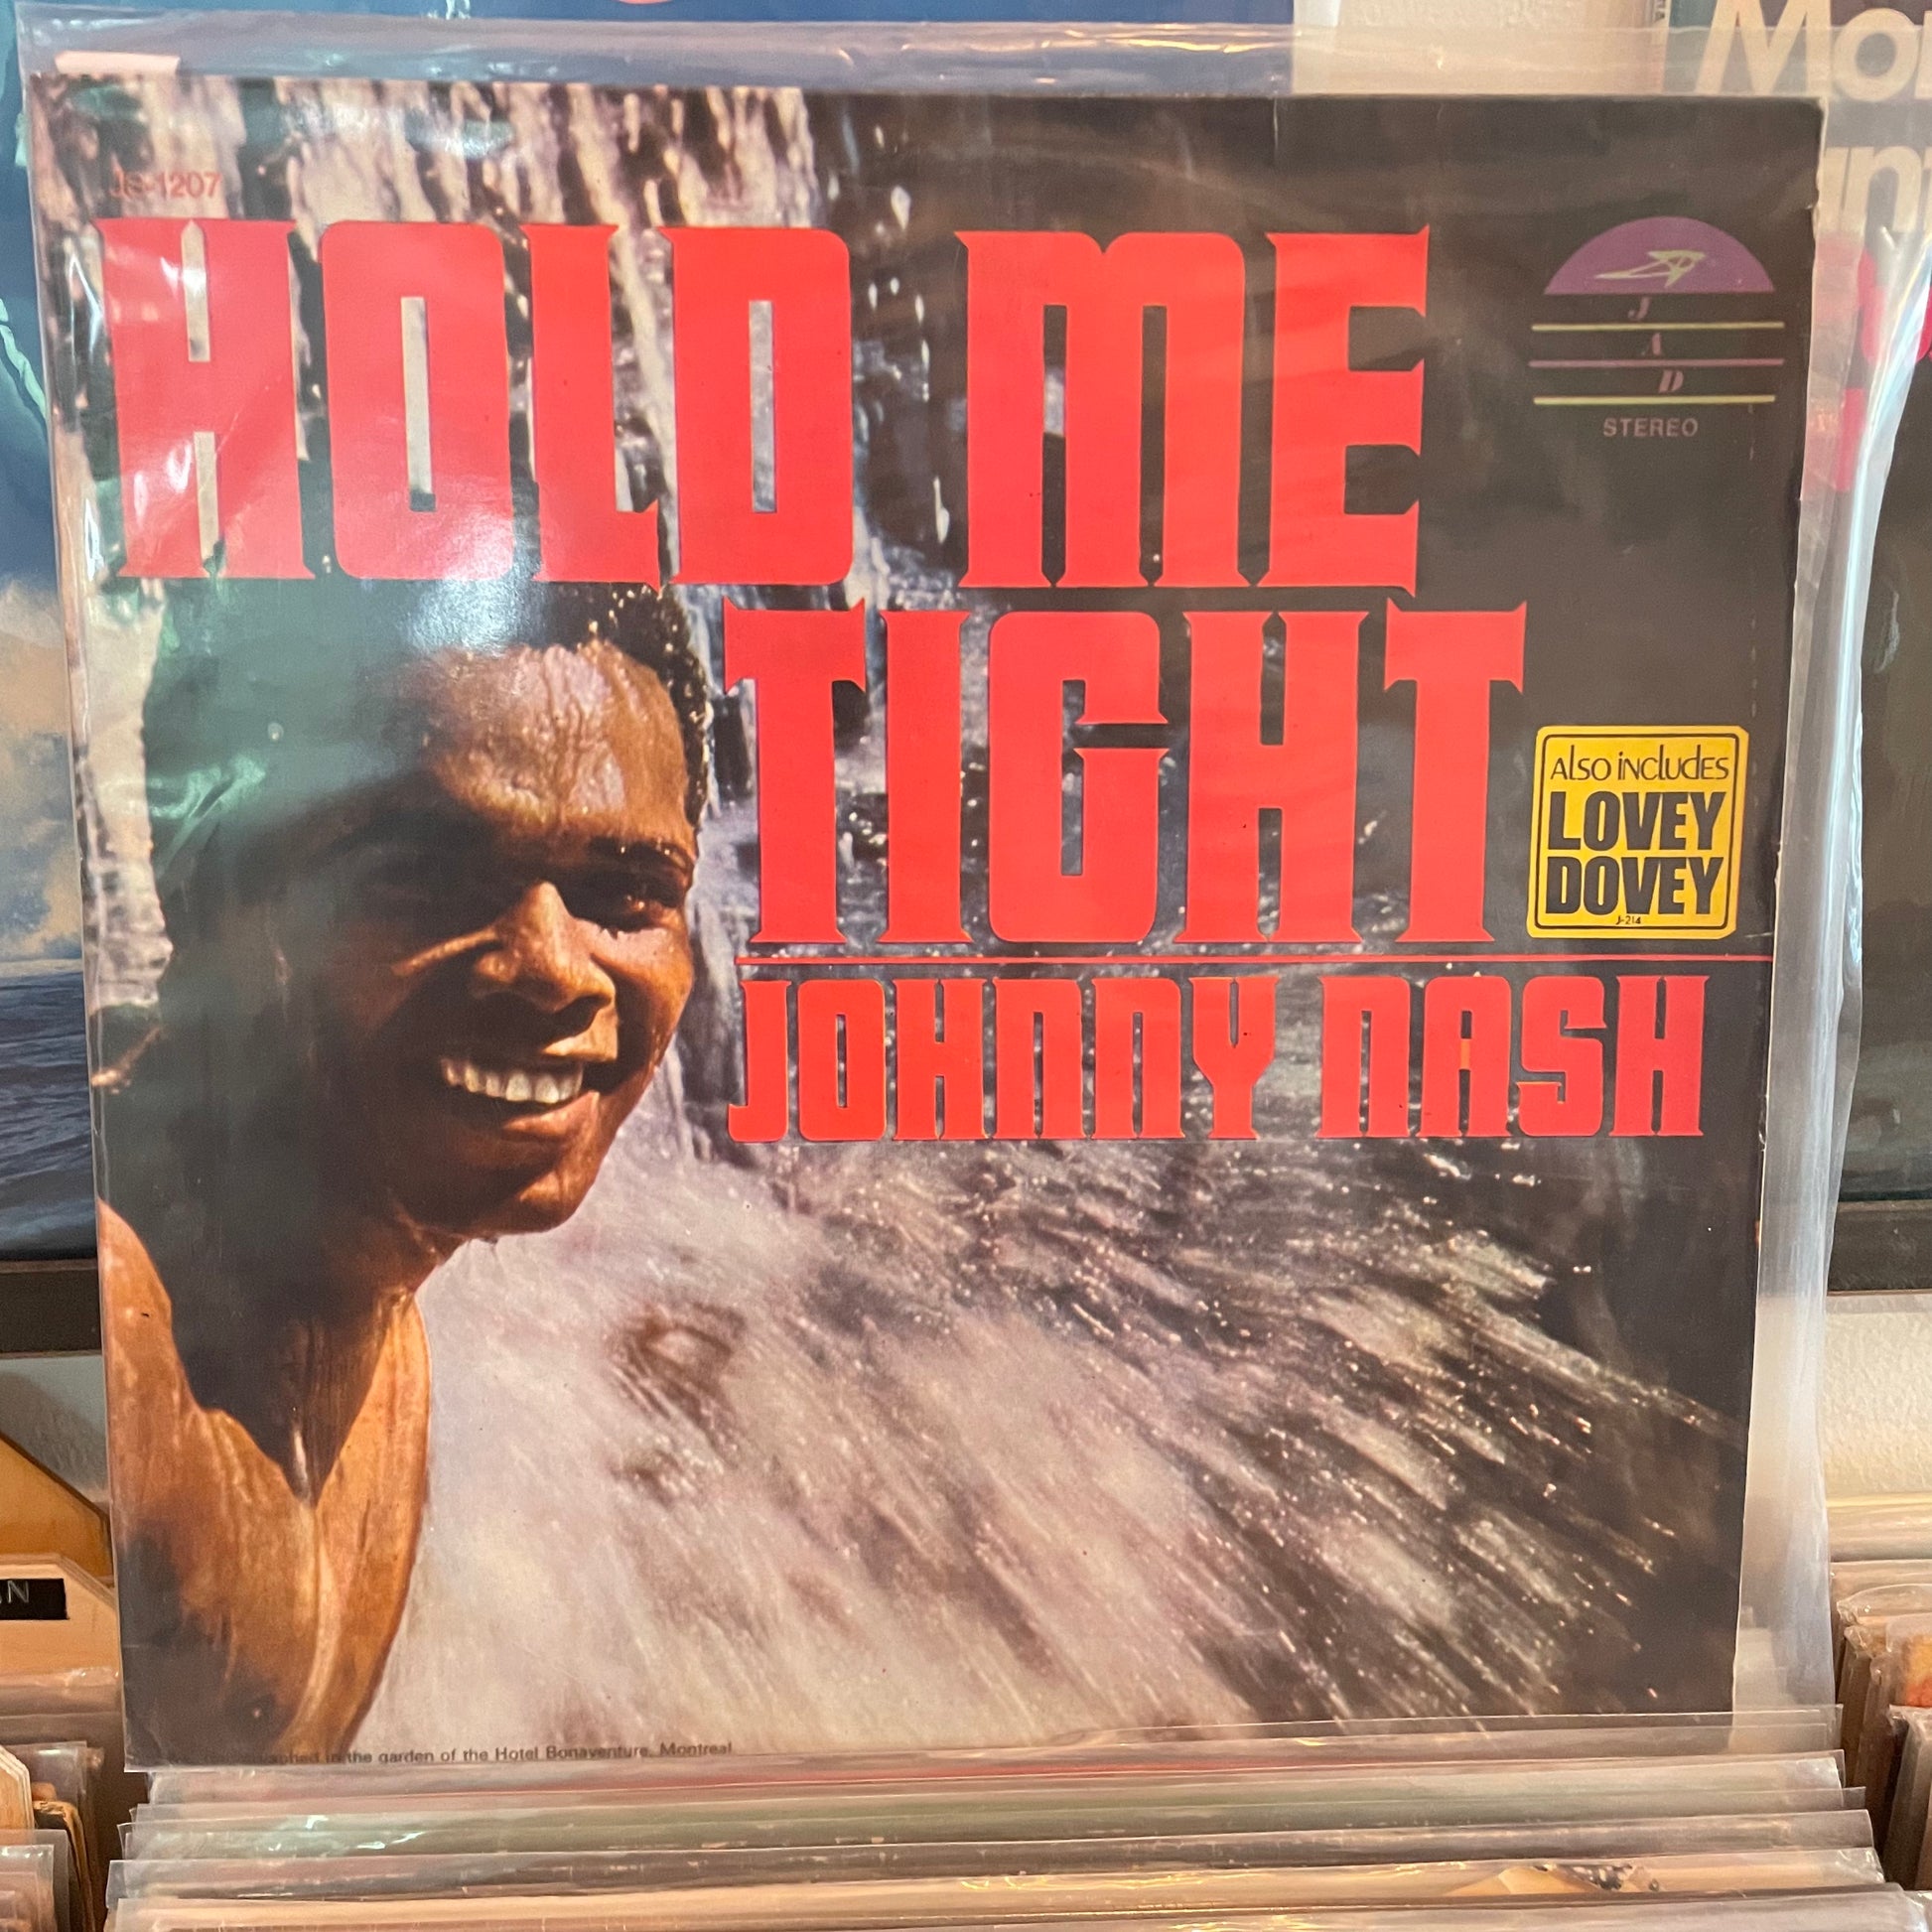 Mo
JS-1207
HOLD ME
TIGHT
JOHNNY NASH
J
A
D
STEREO
Also includes
LOVEY
DOVEY
J-214
in the garden of the Hotel Bonaventure, Montreal